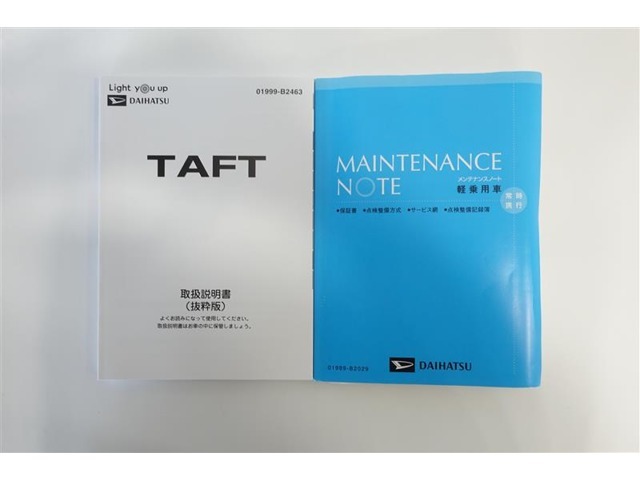 Light you up
DAIHATSU
01999-B2463
TAFT
取扱説明書
(抜粋版)
よくお読みになって使用してください。
取扱説明書はお車の中に保管しましょう。
MAINTENANCE
NOTE
メンテナンスノート
軽乗用車
常時
携行
●保証書 ●点検整備方式 ●サービス網 ●点検整備記録簿
DAIHATSU
01999-B2029